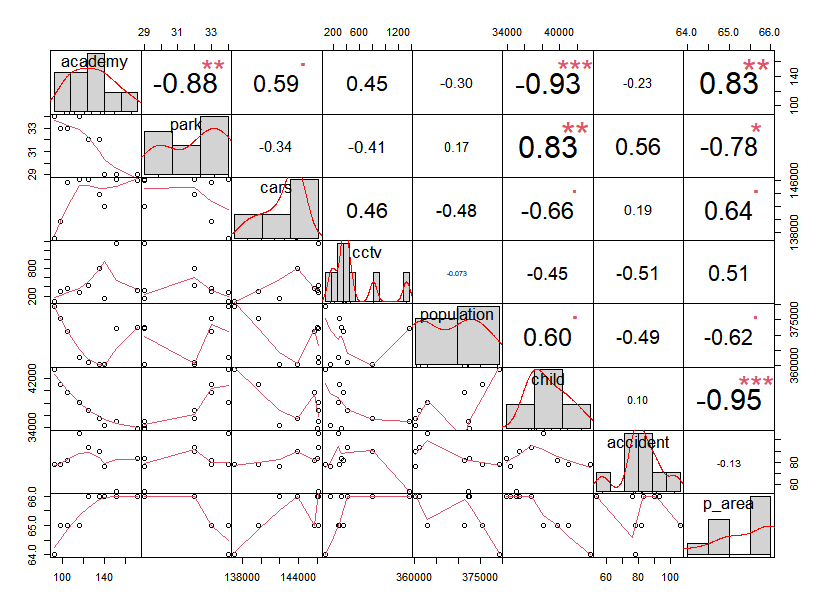 29 31 33 200 600 1200 34000 40000 64.0 65.0 66.0
academy -0.88 ** 0.59 . 0.45 -0.30 -0.93 *** -0.23 0.83 ** 100 140
29 31 33 park -0.34 -0.41 0.17 0.83 ** 0.56 -0.78 *
cars 0.46 -0.48 -0.66 . 0.19 0.64 . 138000 146000
200 800 cctv -0.073 -0.45 -0.51 0.51
population 0.60 . -0.49 -0.62 . 360000 375000
34000 42000 child 0.10 -0.95 ***
accident -0.13 60 80
64.0 65.0 66.0 p_area
100 140 138000 144000 360000 375000 60 80 100